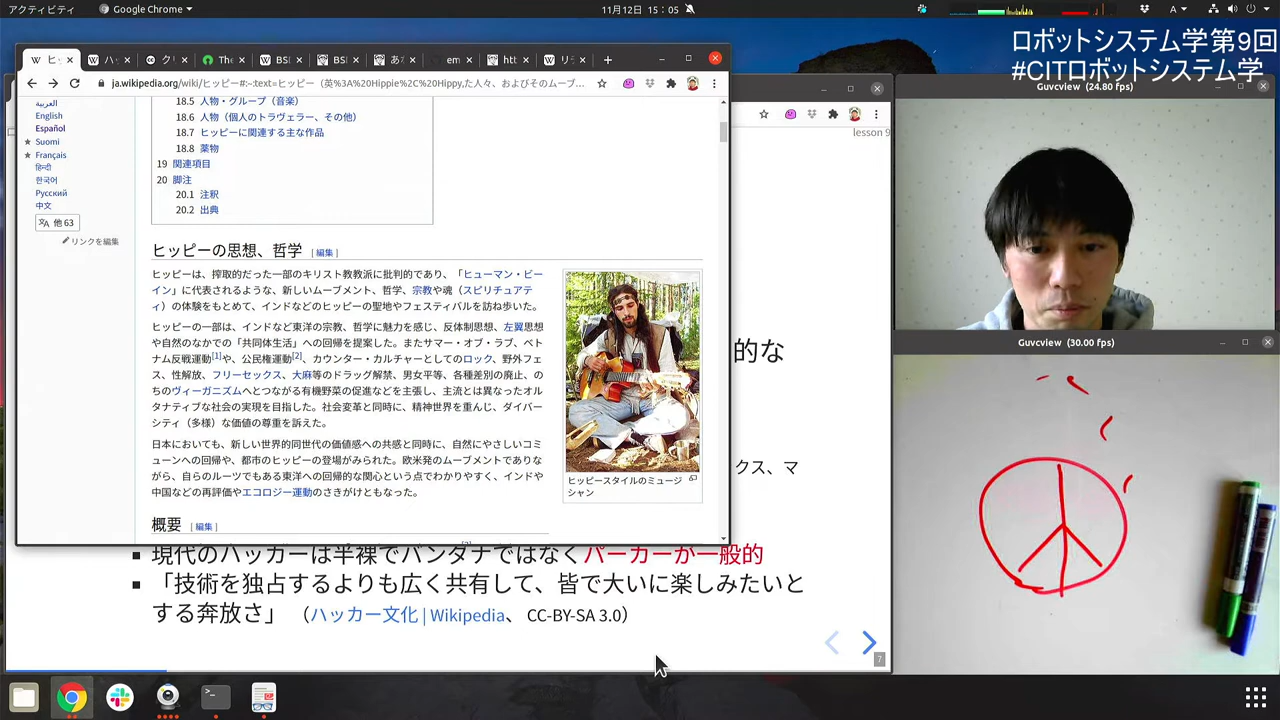 アクティビティ
Google Chrome
11月12日 15：05
A
ロボットシステム学第9回
#CITロボットシステム学
ヒッ
ハッ
クリ
The
BSI
BSI
あ
em
htt
リラ
ja.wikipedia.org/wiki/ヒッピー#:~:text=ヒッピー（英%3A%20Hippie%2C%20Hippy,た人々、およびそのムーブ…
العربية
English
Español
Suomi
Français
हिन्दी
한국어
Русский
中文
他 63
リンクを編集
18.5 人物・グループ（音楽）
18.6 人物（個人のトラヴェラー、その他）
18.7 ヒッピーに関連する主な作品
18.8 薬物
19 関連項目
20 脚注
20.1 注釈
20.2 出典
ヒッピーの思想、哲学 [編集]
ヒッピーは、搾取的だった一部のキリスト教教派に批判的であり、「ヒューマン・ビー
イン」に代表されるような、新しいムーブメント、哲学、宗教や魂（スピリチュアテ
ィ）の体験をもとめて、インドなどのヒッピーの聖地やフェスティバルを訪ね歩いた。
ヒッピーの一部は、インドなど東洋の宗教、哲学に魅力を感じ、反体制思想、左翼思想
や自然のなかでの「共同体生活」への回帰を提案した。またサマー・オブ・ラブ、ベト
ナム反戦運動[1]や、公民権運動[2]、カウンター・カルチャーとしてのロック、野外フェ
ス、性解放、フリーセックス、大麻等のドラッグ解禁、男女平等、各種差別の廃止、の
ちのヴィーガニズムへとつながる有機野菜の促進などを主張し、主流とは異なったオル
タナティブな社会の実現を目指した。社会変革と同時に、精神世界を重んじ、ダイバー
シティ（多様）な価値の尊重を訴えた。
日本においても、新しい世界的同世代の価値感への共感と同時に、自然にやさしいコミ
ューンへの回帰や、都市のヒッピーの登場がみられた。欧米発のムーブメントでありな
がら、自らのルーツでもある東洋への回帰的な関心という点でわかりやすく、インドや
中国などの再評価やエコロジー運動のさきがけともなった。
ヒッピースタイルのミュージ
シャン
概要 [編集]
lesson 9
的な
クス、マ
現代のハッカーは半裸でバンダナではなくパーカーが一般的
「技術を独占するよりも広く共有して、皆で大いに楽しみたいと
する奔放さ」（ハッカー文化 | Wikipedia、 CC-BY-SA 3.0）
7
Guvcview (24.80 fps)
Guvcview (30.00 fps)